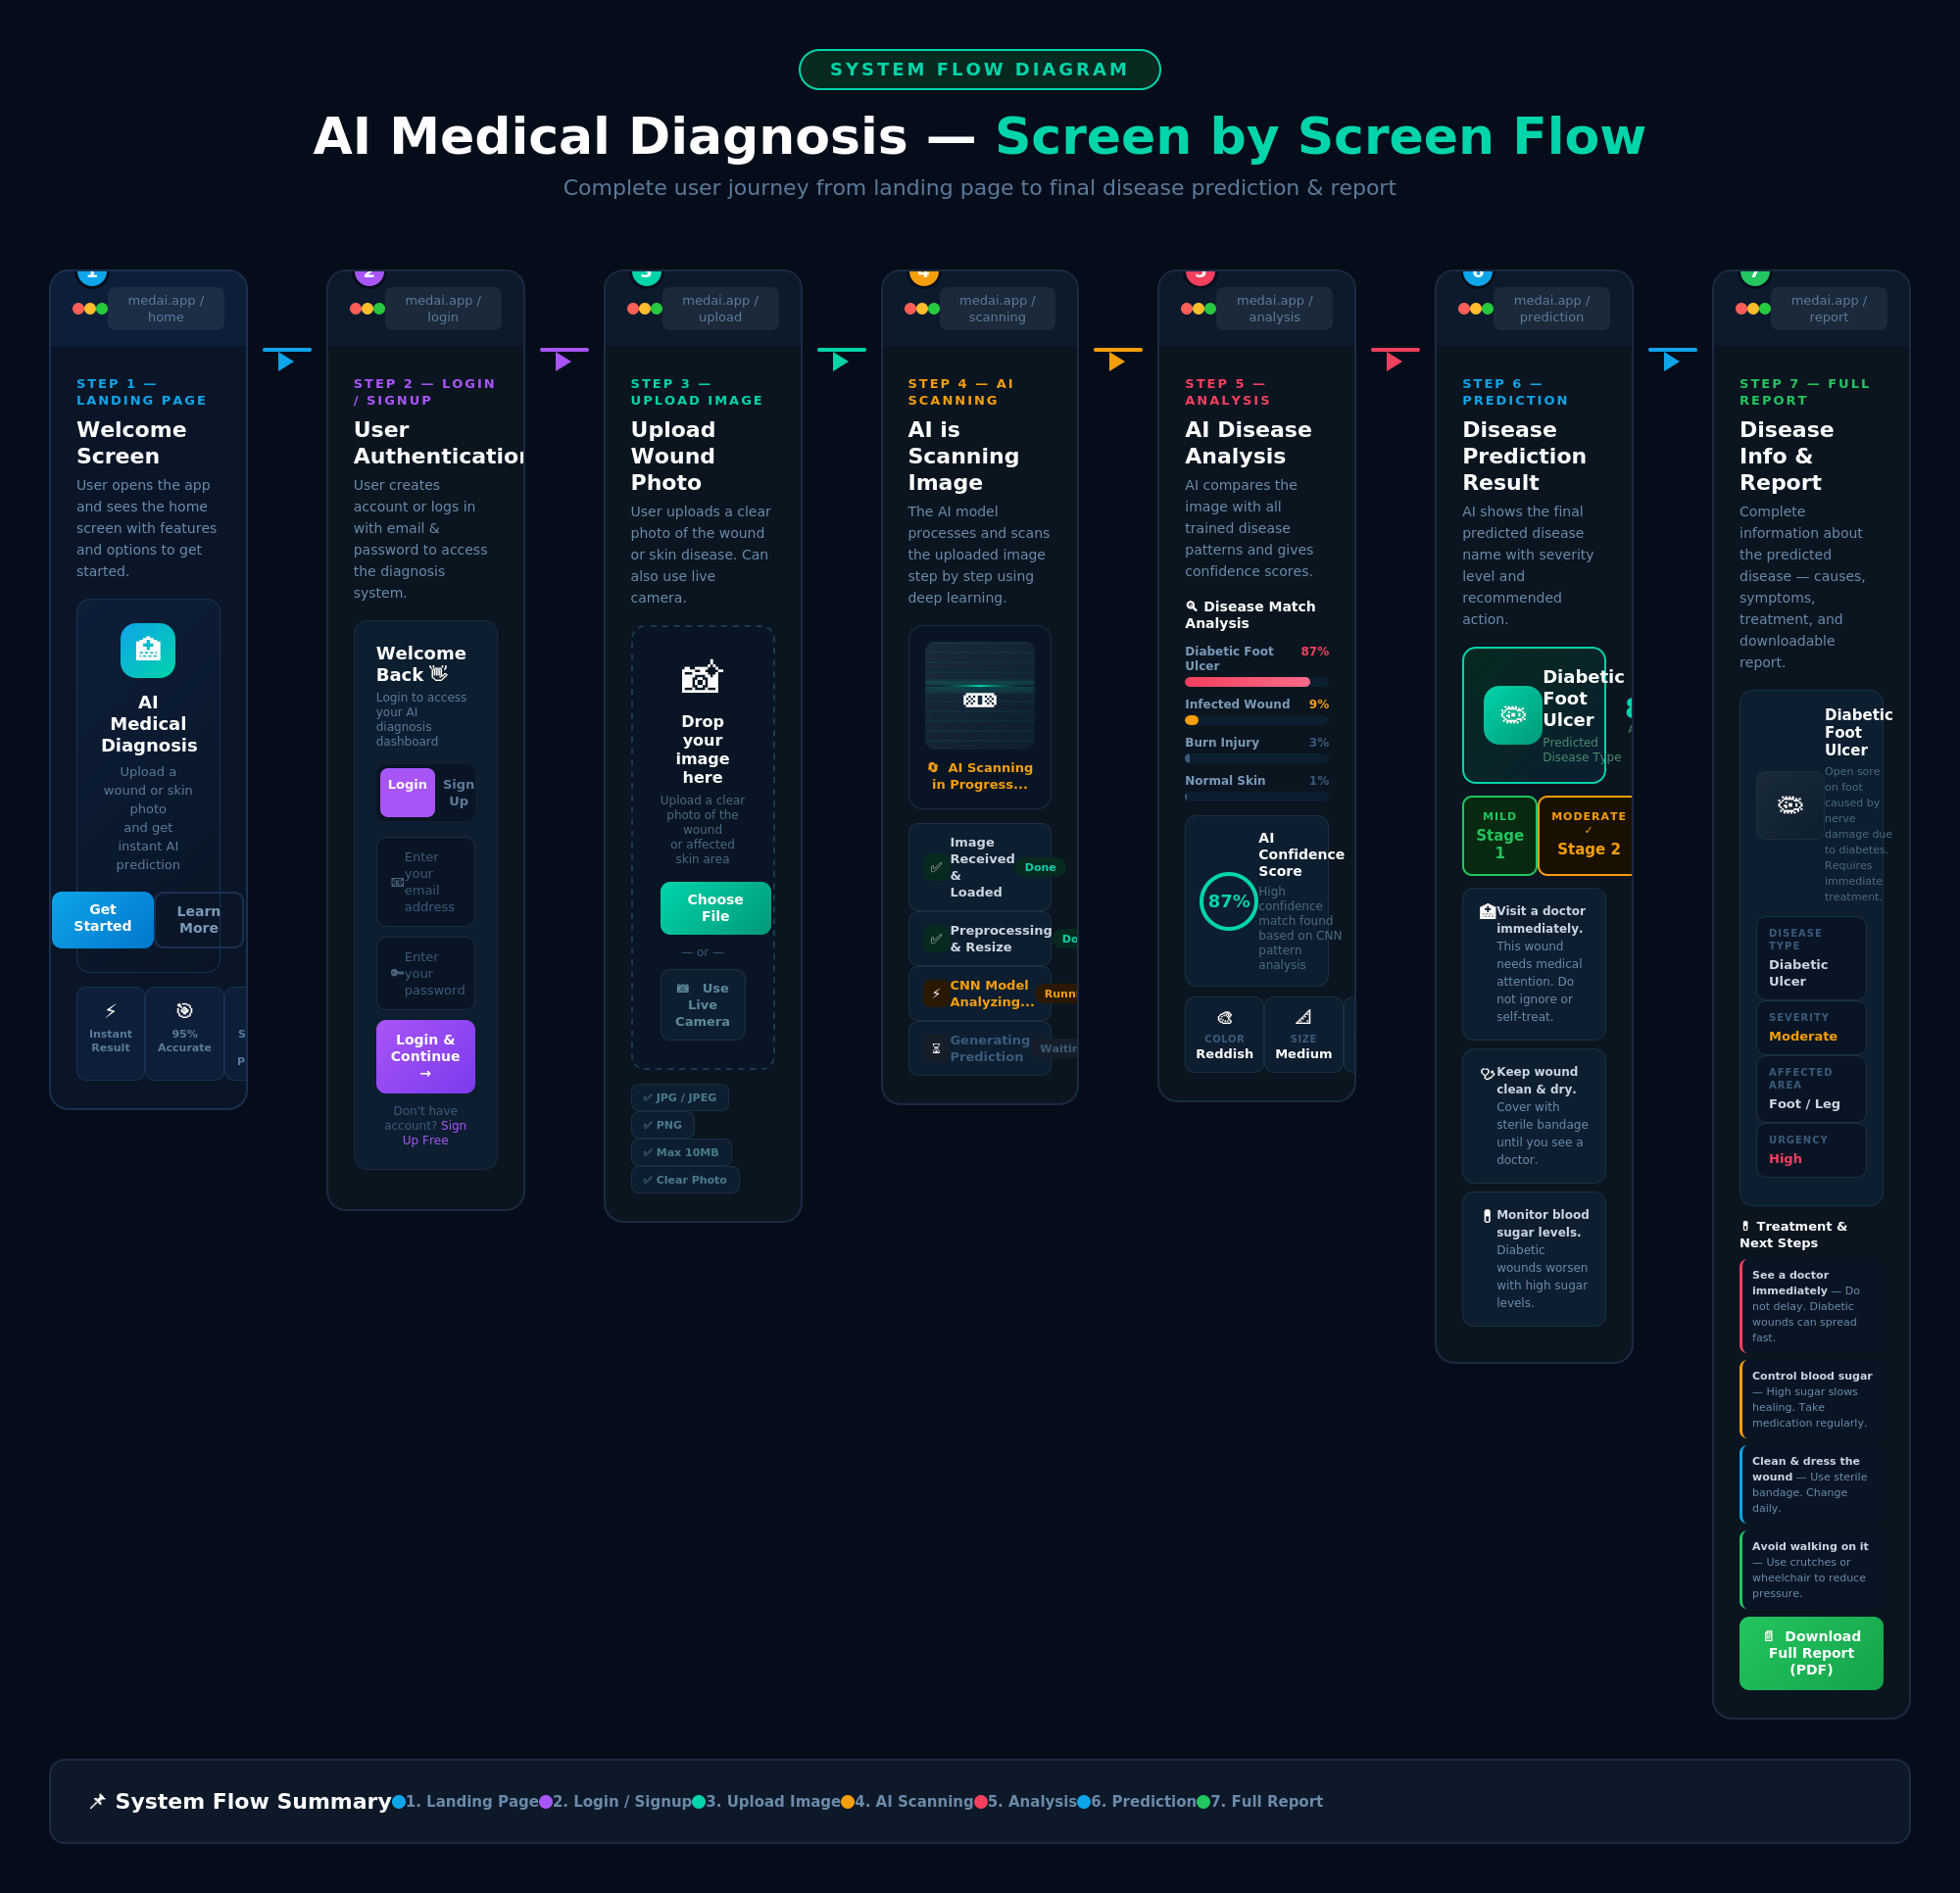 SYSTEM FLOW DIAGRAM
AI Medical Diagnosis — Screen by Screen Flow
Complete user journey from landing page to final disease prediction & report
1
medai.app /
home
STEP 1 —
LANDING PAGE
Welcome
Screen
User opens the app
and sees the home
screen with features
and options to get
started.
AI
Medical
Diagnosis
Upload a
wound or skin
photo
and get
instant AI
prediction
Get
Started
Learn
More
Instant
Result
95%
Accurate
S
P
2
medai.app /
login
STEP 2 — LOGIN
/ SIGNUP
User
Authentication
User creates
account or logs in
with email &
password to access
the diagnosis
system.
Welcome
Back 👋
Login to access
your AI
diagnosis
dashboard
Login
Sign
Up
Enter
your
email
address
Enter
your
password
Login &
Continue
→
Don't have
account? Sign
Up Free
3
medai.app /
upload
STEP 3 —
UPLOAD IMAGE
Upload
Wound
Photo
User uploads a clear
photo of the wound
or skin disease. Can
also use live
camera.
Drop
your
image
here
Upload a clear
photo of the
wound
or affected
skin area
Choose
File
— or —
Use
Live
Camera
✅ JPG / JPEG
✅ PNG
✅ Max 10MB
✅ Clear Photo
4
medai.app /
scanning
STEP 4 — AI
SCANNING
AI is
Scanning
Image
The AI model
processes and scans
the uploaded image
step by step using
deep learning.
AI Scanning
in Progress...
Image
Received
&
Loaded
Done
Preprocessing
& Resize
Do
CNN Model
Analyzing...
Runni
Generating
Prediction
Waitin
5
medai.app /
analysis
STEP 5 —
ANALYSIS
AI Disease
Analysis
AI compares the
image with all
trained disease
patterns and gives
confidence scores.
🔍 Disease Match
Analysis
Diabetic Foot
Ulcer
87%
Infected Wound 9%
Burn Injury 3%
Normal Skin 1%
87%
AI
Confidence
Score
High
confidence
match found
based on CNN
pattern
analysis
COLOR
Reddish
SIZE
Medium
6
medai.app /
prediction
STEP 6 —
PREDICTION
Disease
Prediction
Result
AI shows the final
predicted disease
name with severity
level and
recommended
action.
Diabetic
Foot
Ulcer
Predicted
Disease Type
MILD
Stage
1
MODERATE
✓
Stage 2
Visit a doctor
immediately.
This wound
needs medical
attention. Do
not ignore or
self-treat.
Keep wound
clean & dry.
Cover with
sterile bandage
until you see a
doctor.
Monitor blood
sugar levels.
Diabetic
wounds worsen
with high sugar
levels.
7
medai.app /
report
STEP 7 — FULL
REPORT
Disease
Info &
Report
Complete
information about
the predicted
disease — causes,
symptoms,
treatment, and
downloadable
report.
Diabetic
Foot
Ulcer
Open sore
on foot
caused by
nerve
damage due
to diabetes.
Requires
immediate
treatment.
DISEASE
TYPE
Diabetic
Ulcer
SEVERITY
Moderate
AFFECTED
AREA
Foot / Leg
URGENCY
High
💊 Treatment &
Next Steps
See a doctor
immediately — Do
not delay. Diabetic
wounds can spread
fast.
Control blood sugar
— High sugar slows
healing. Take
medication regularly.
Clean & dress the
wound — Use sterile
bandage. Change
daily.
Avoid walking on it
— Use crutches or
wheelchair to reduce
pressure.
📄 Download
Full Report
(PDF)
📌 System Flow Summary 1. Landing Page 2. Login / Signup 3. Upload Image 4. AI Scanning 5. Analysis 6. Prediction 7. Full Report